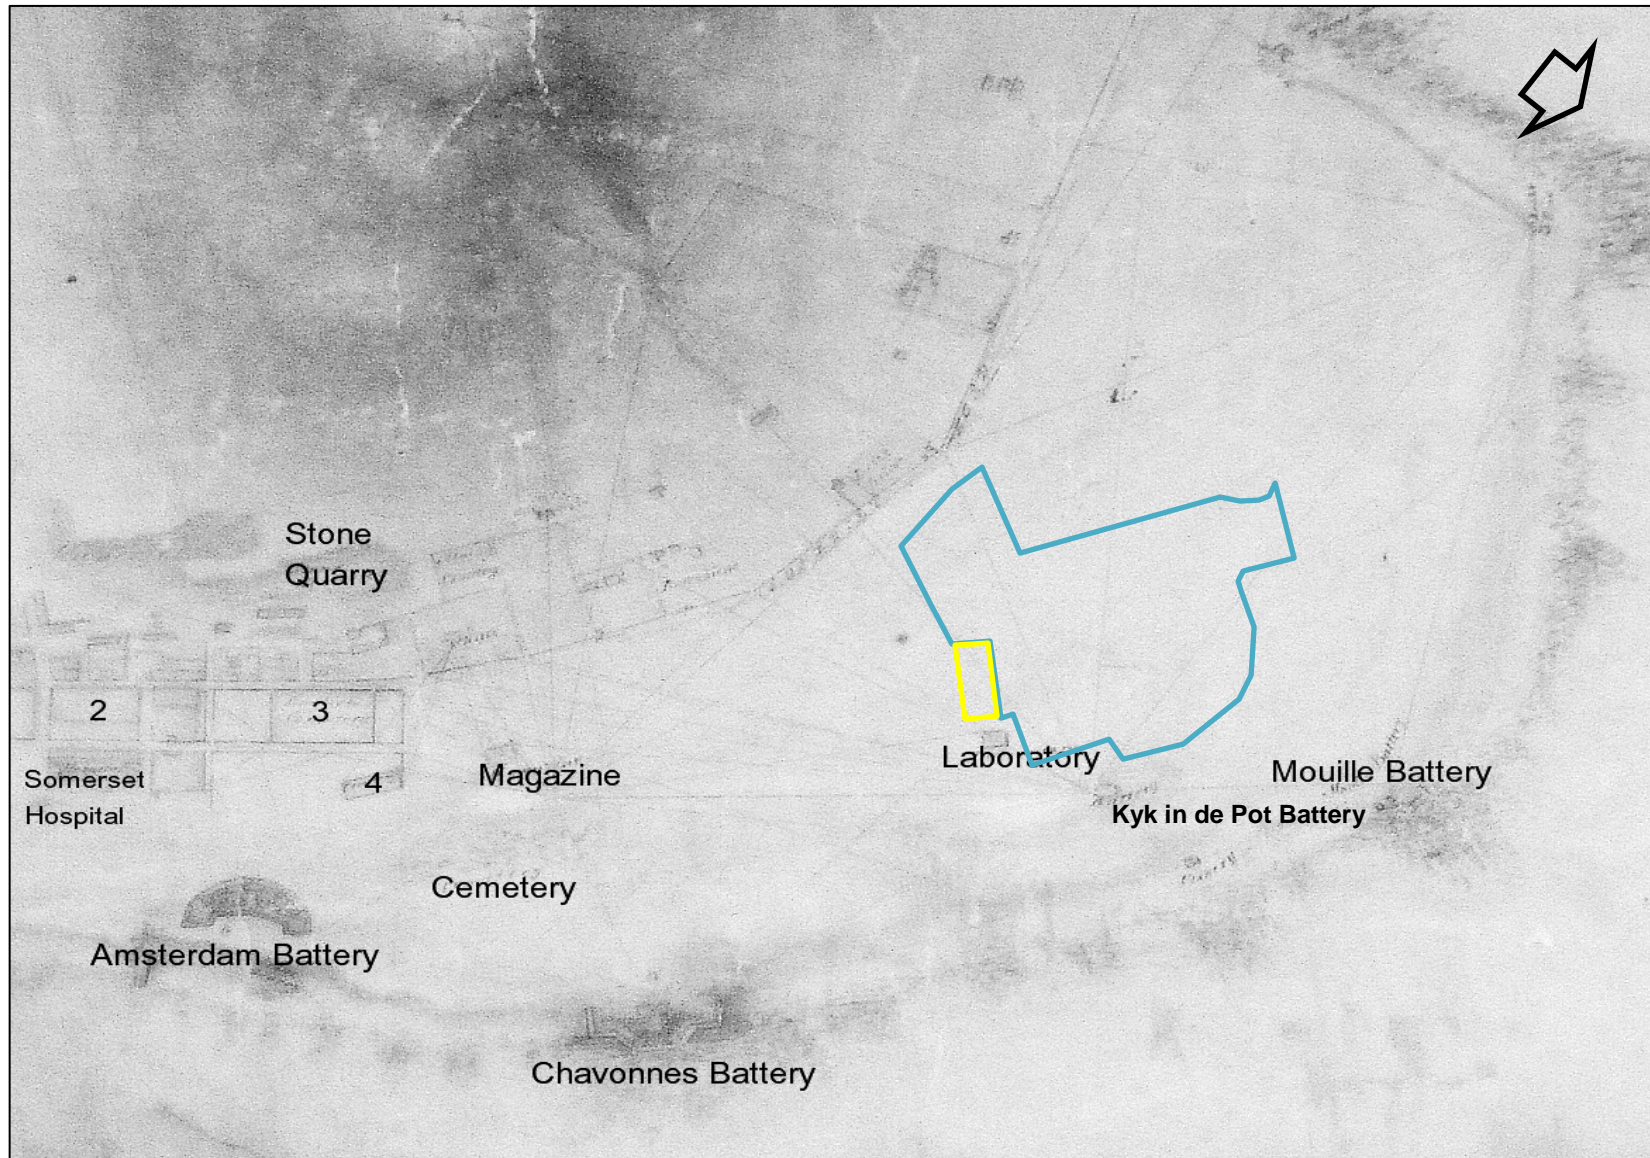 Stone
Quarry
2
3
4
Somerset
Hospital
Magazine
Laboratory
Mouille Battery
Kyk in de Pot Battery
Cemetery
Amsterdam Battery
Chavonnes Battery